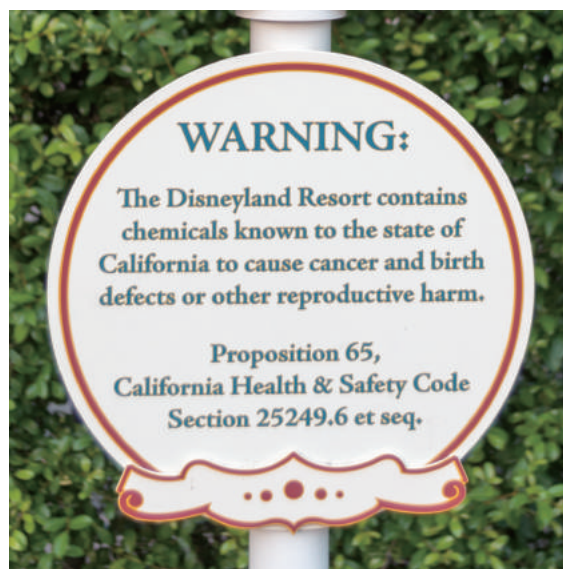 WARNING:
The Disneyland Resort contains
chemicals known to the state of
California to cause cancer and birth
defects or other reproductive harm.
Proposition 65,
California Health & Safety Code
Section 25249.6 et seq.